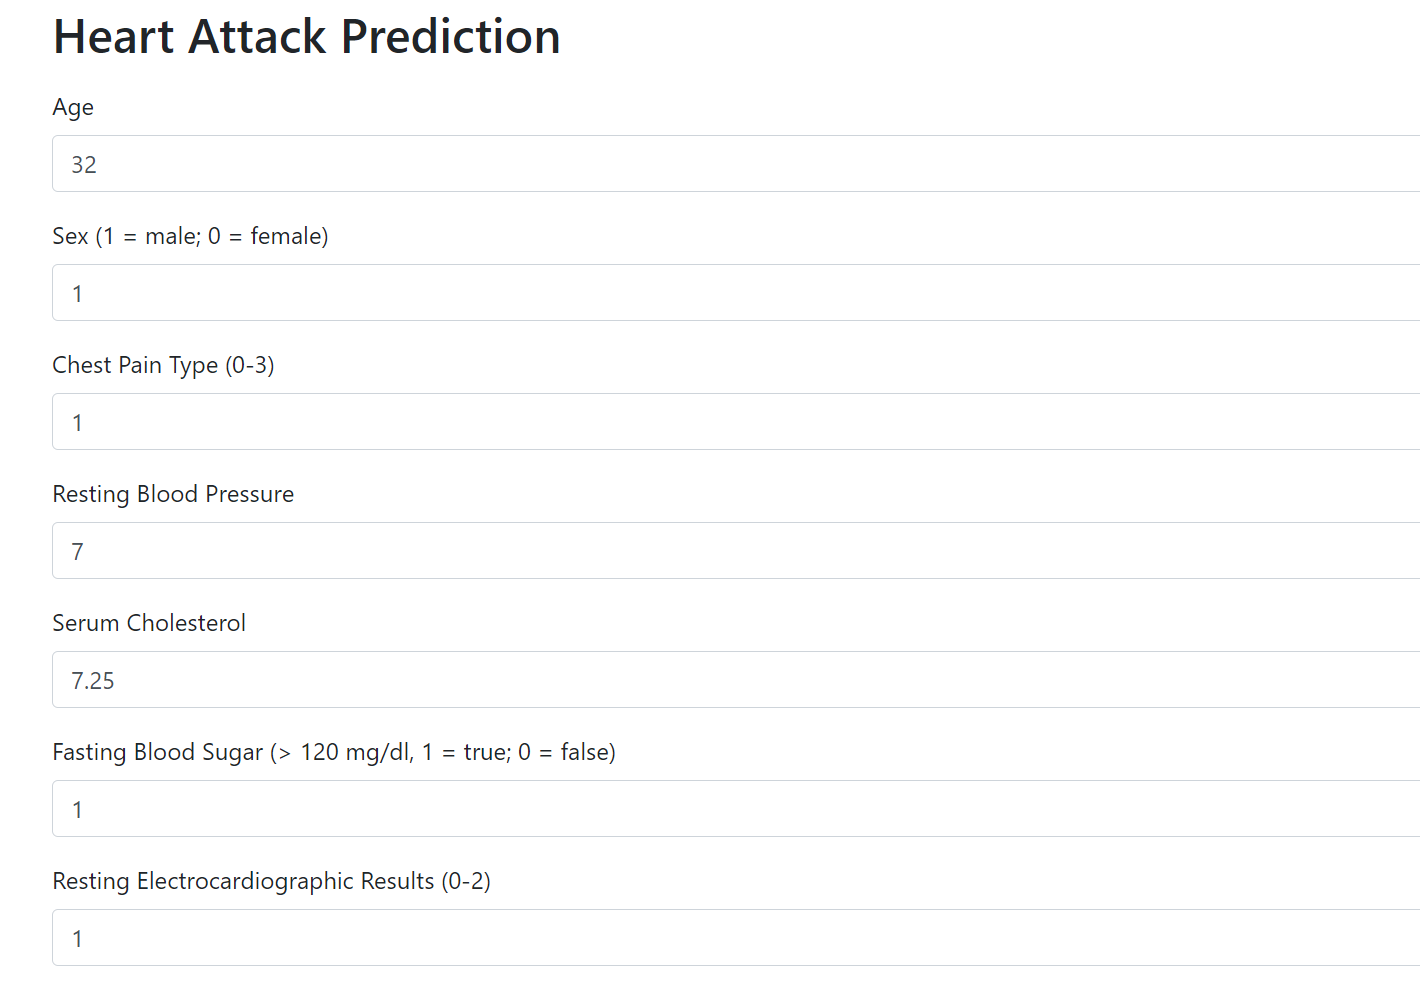 Heart Attack Prediction
Age
32
Sex (1 = male; 0 = female)
1
Chest Pain Type (0-3)
1
Resting Blood Pressure
7
Serum Cholesterol
7.25
Fasting Blood Sugar (> 120 mg/dl, 1 = true; 0 = false)
1
Resting Electrocardiographic Results (0-2)
1